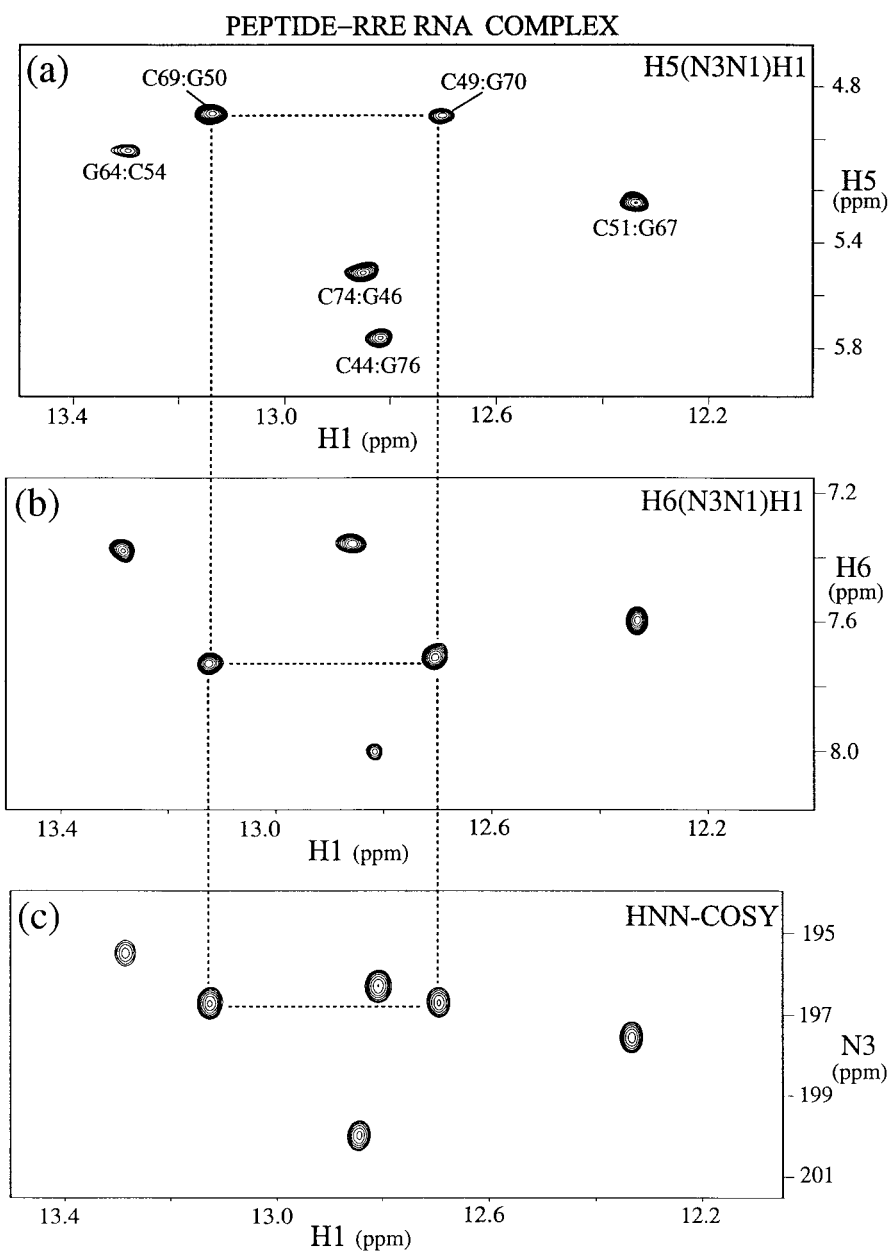 PEPTIDE–RRE RNA COMPLEX
(a)
H5(N3N1)H1
C69:G50
C49:G70
G64:C54
C51:G67
C74:G46
C44:G76
4.8
H5
(ppm)
5.4
5.8
13.4
13.0
12.6
12.2
H1 (ppm)
(b)
H6(N3N1)H1
7.2
H6
(ppm)
7.6
8.0
13.4
13.0
12.6
12.2
H1 (ppm)
(c)
HNN-COSY
195
197
N3
(ppm)
199
201
13.4
13.0
12.6
12.2
H1 (ppm)